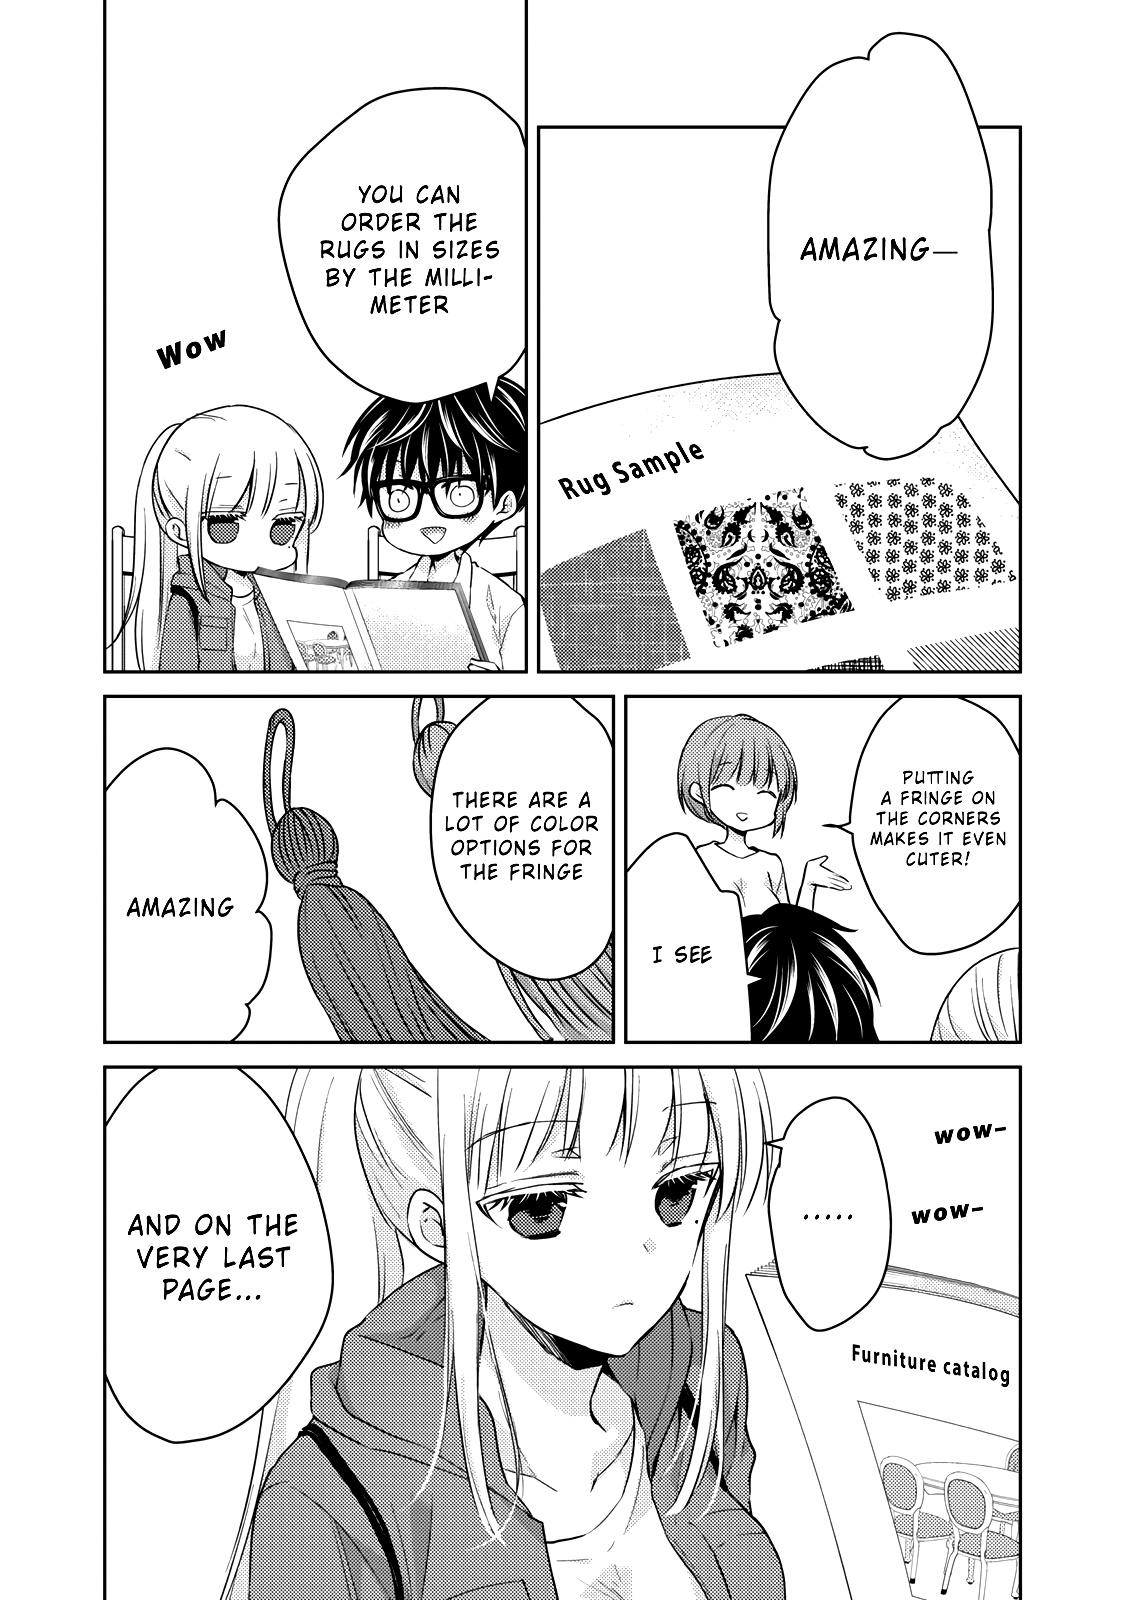 AMAZING—
Rug Sample
YOU CAN
ORDER THE
RUGS IN SIZES
BY THE MILLI-
METER
Wow
PUTTING
A FRINGE ON
THE CORNERS
MAKES IT EVEN
CUTER!
I SEE
THERE ARE A
LOT OF COLOR
OPTIONS FOR
THE FRINGE
AMAZING
wow-
wow-
.....
Furniture catalog
AND ON THE
VERY LAST
PAGE...